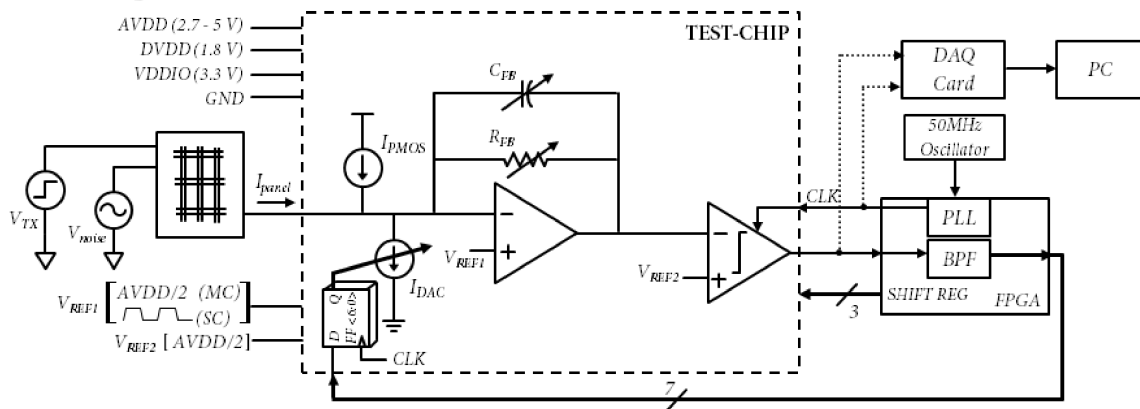 AVDD (2.7 - 5 V)
DVDD (1.8 V)
VDDIO (3.3 V)
GND
TEST-CHIP
C_FB
R_FB
I_PMOS
I_panel
V_TX
V_noise
V_REF1
I_DAC
V_REF2
CLK
DAQ
Card
PC
50MHz
Oscillator
PLL
BPF
SHIFT REG
FPGA
3
V_REF1 [AVDD/2 (MC)
(SC)]
V_REF2 [AVDD/2]
D Q
FF <6:0>
CLK
7